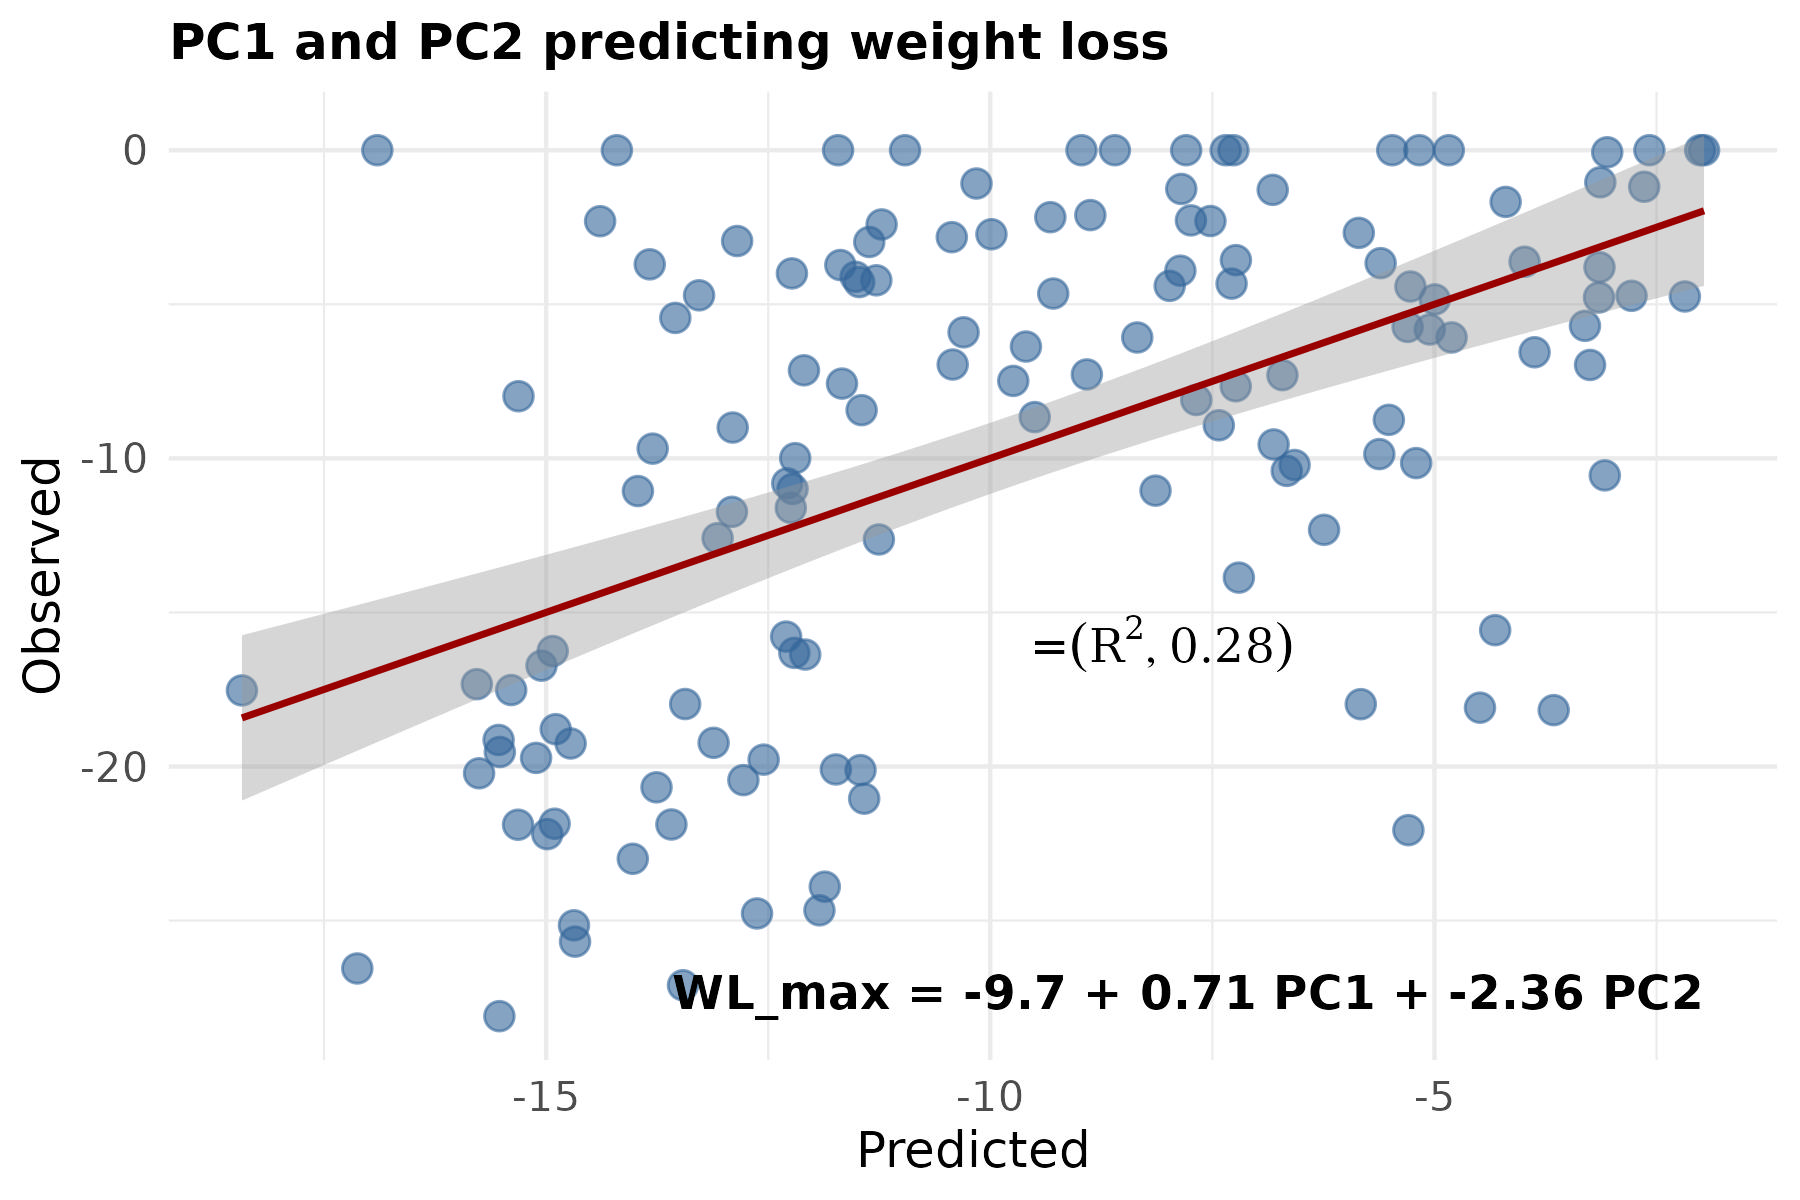 PC1 and PC2 predicting weight loss
0
-10
-20
Observed
=(R², 0.28)
WL_max = -9.7 + 0.71 PC1 + -2.36 PC2
-15 -10 -5
Predicted